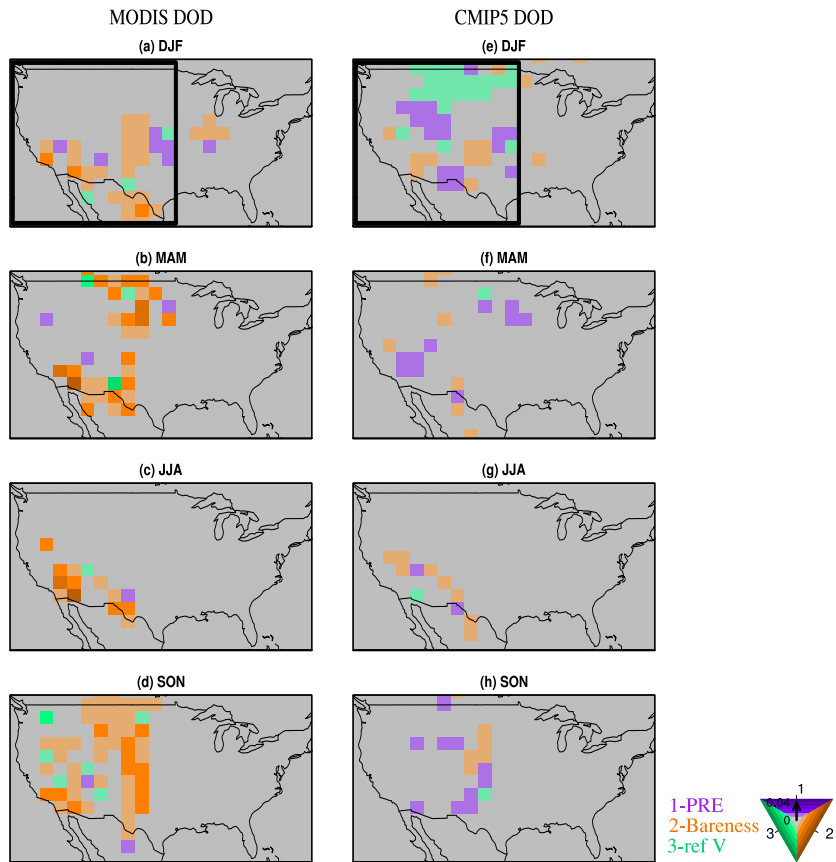 MODIS DOD
CMIP5 DOD
(a) DJF
(e) DJF
(b) MAM
(f) MAM
(c) JJA
(g) JJA
(d) SON
(h) SON
1-PRE
2-Bareness
3-ref V
1
0.04
0
3
2